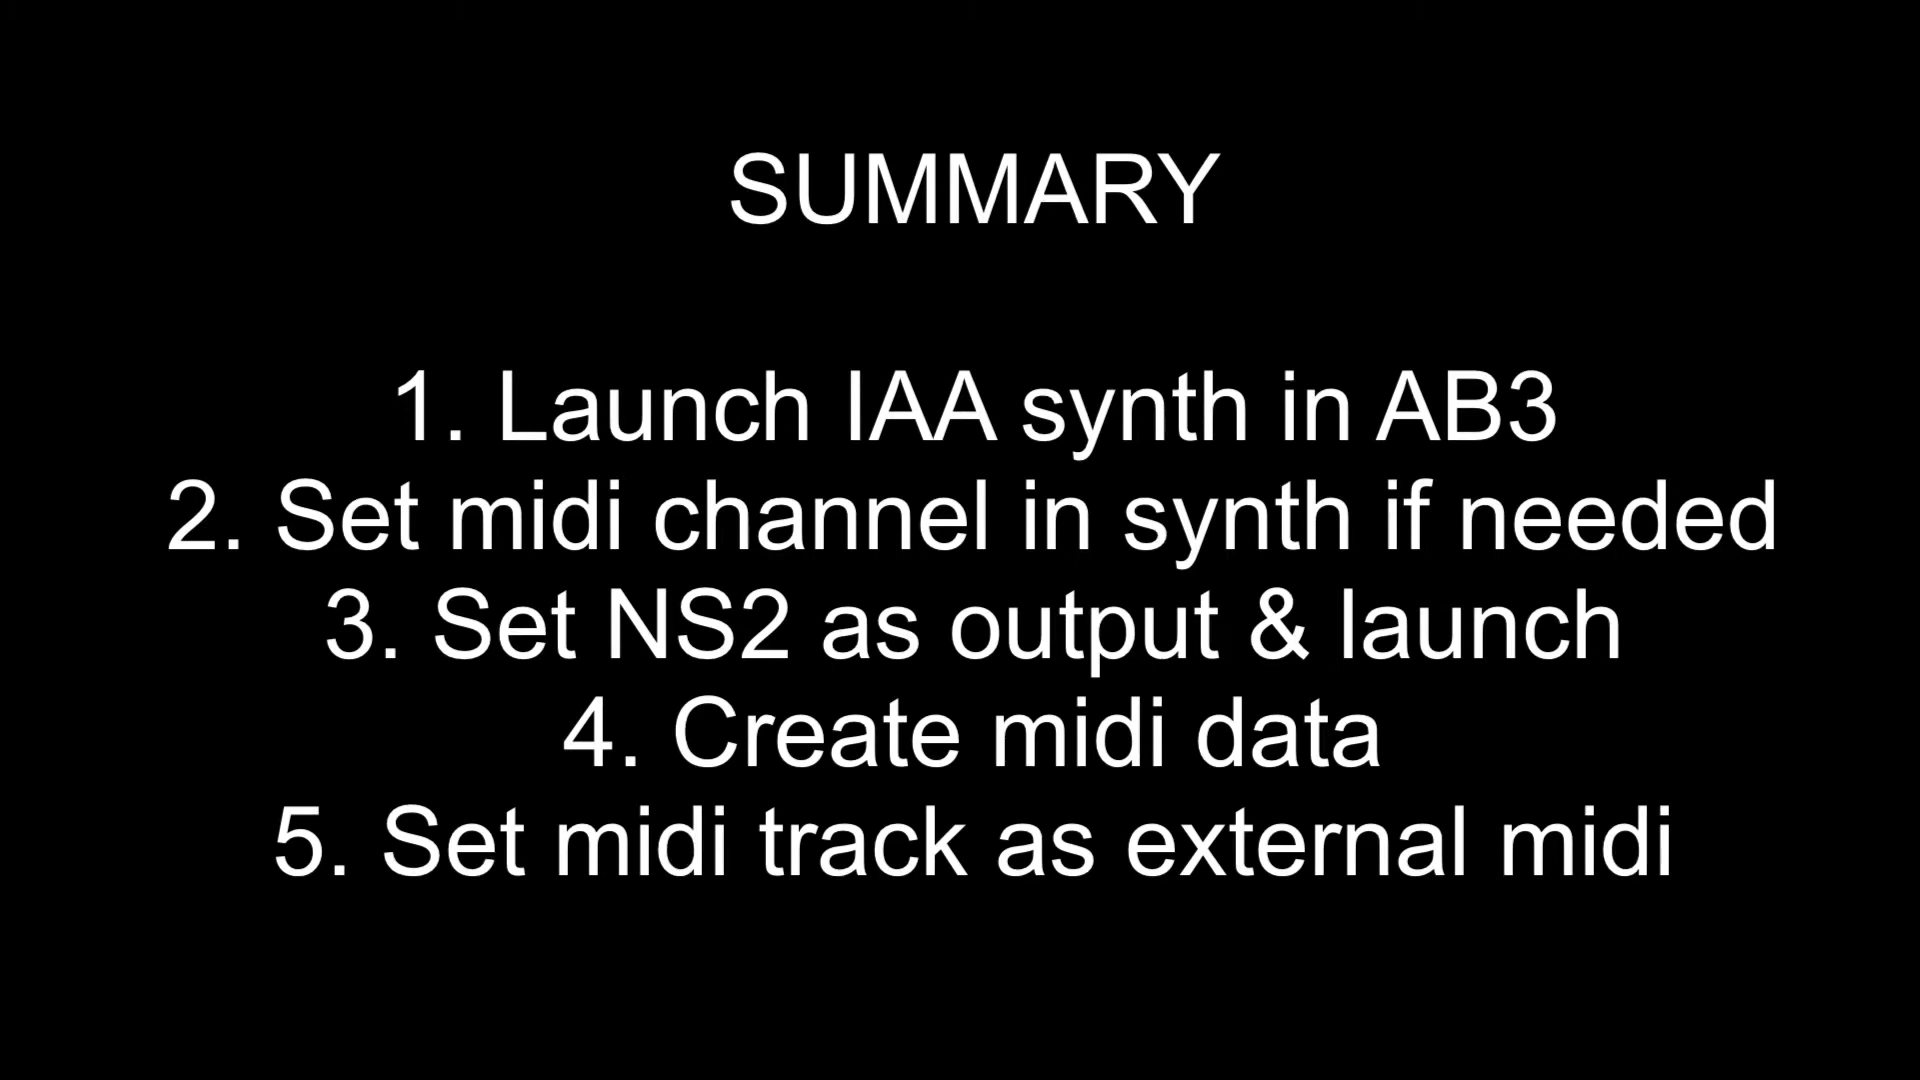 SUMMARY
1. Launch IAA synth in AB3
2. Set midi channel in synth if needed
3. Set NS2 as output & launch
4. Create midi data
5. Set midi track as external midi